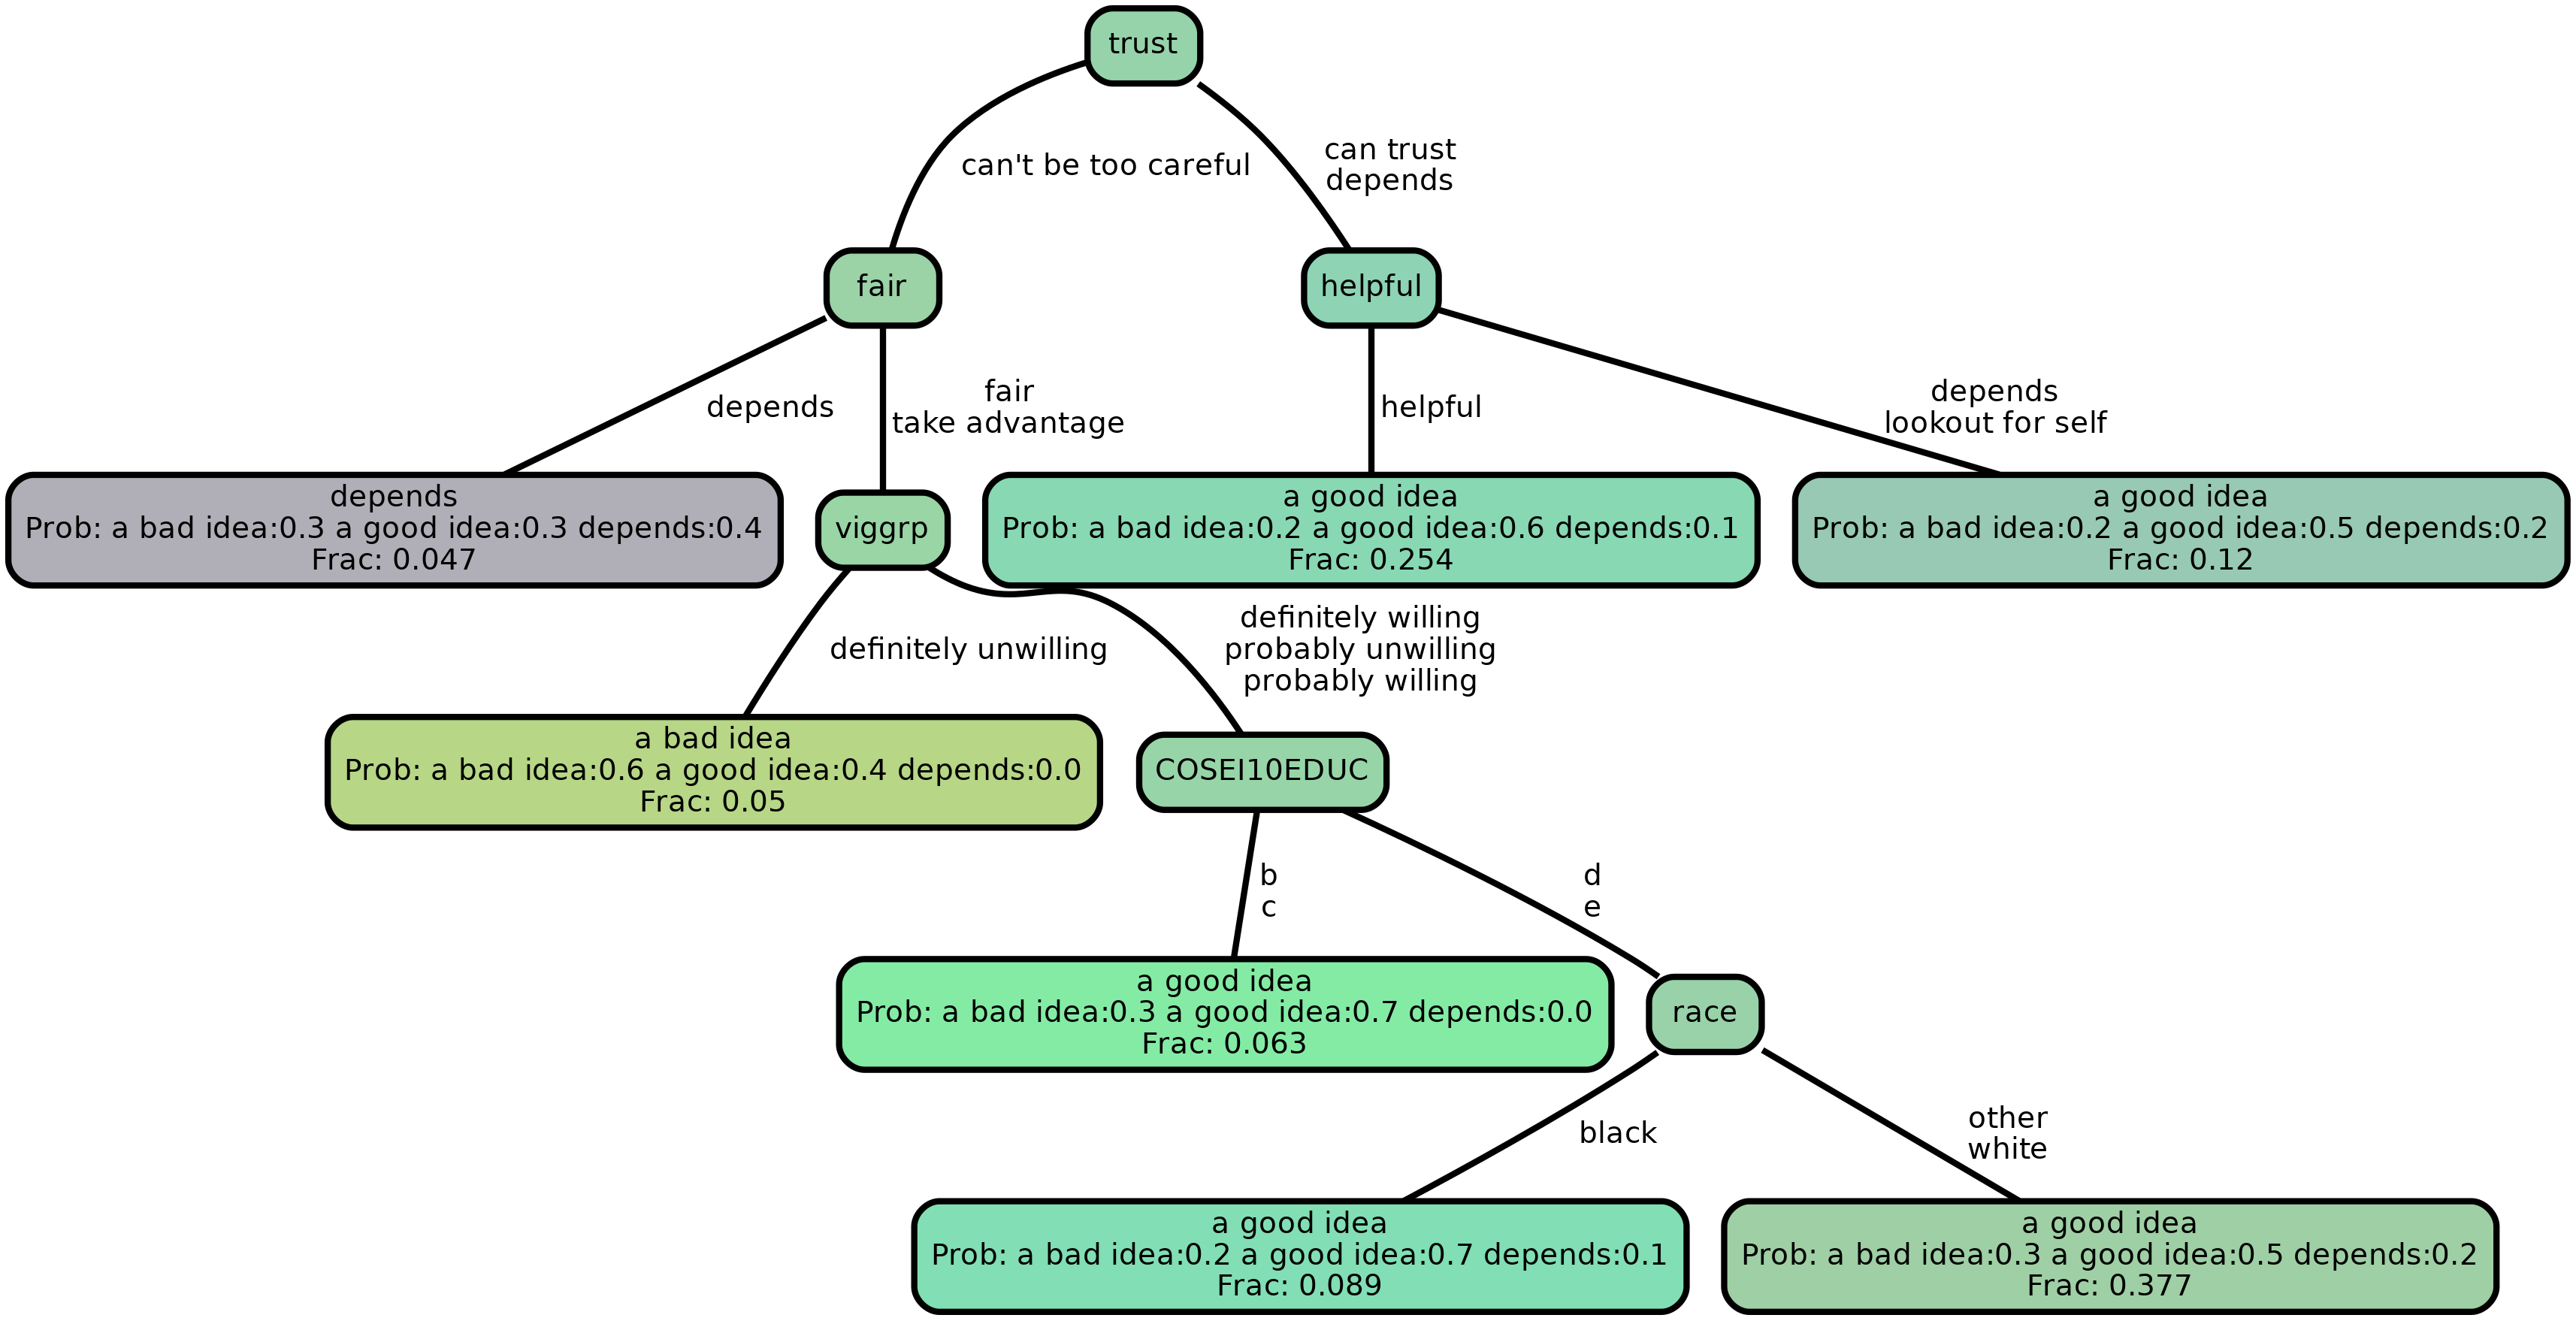 trust
can't be too careful
can trust
depends
fair
helpful
depends
fair
take advantage
helpful
depends
lookout for self
depends
Prob: a bad idea:0.3 a good idea:0.3 depends:0.4
Frac: 0.047
viggrp
a good idea
Prob: a bad idea:0.2 a good idea:0.6 depends:0.1
Frac: 0.254
a good idea
Prob: a bad idea:0.2 a good idea:0.5 depends:0.2
Frac: 0.12
definitely unwilling
definitely willing
probably unwilling
probably willing
a bad idea
Prob: a bad idea:0.6 a good idea:0.4 depends:0.0
Frac: 0.05
COSEI10EDUC
b
c
d
e
a good idea
Prob: a bad idea:0.3 a good idea:0.7 depends:0.0
Frac: 0.063
race
black
other
white
a good idea
Prob: a bad idea:0.2 a good idea:0.7 depends:0.1
Frac: 0.089
a good idea
Prob: a bad idea:0.3 a good idea:0.5 depends:0.2
Frac: 0.377